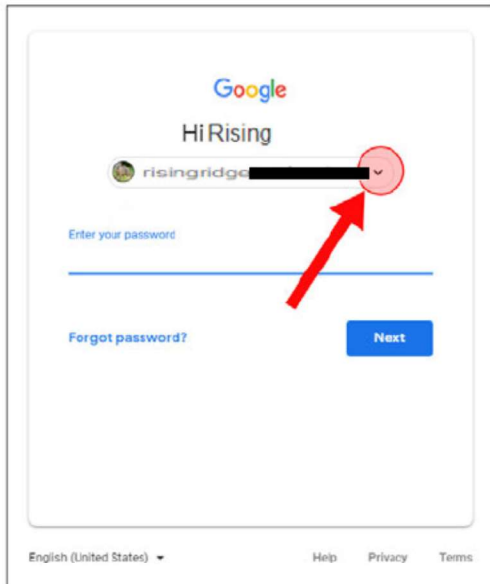 Google
Hi Rising
risingridge
Enter your password
Forgot password?
Next
English (United States)
Help Privacy Terms